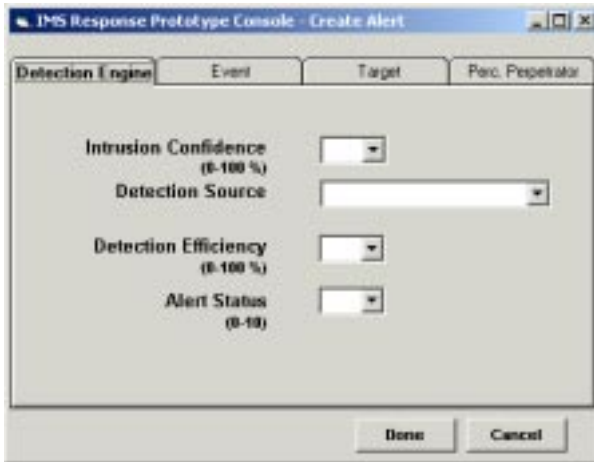 IMS Response Prototype Console - Create Alert
Detection Engine Event Target Perc. Perpetrator
Intrusion Confidence
(0-100 %)
Detection Source
Detection Efficiency
(0-100 %)
Alert Status
(0-10)
Done Cancel